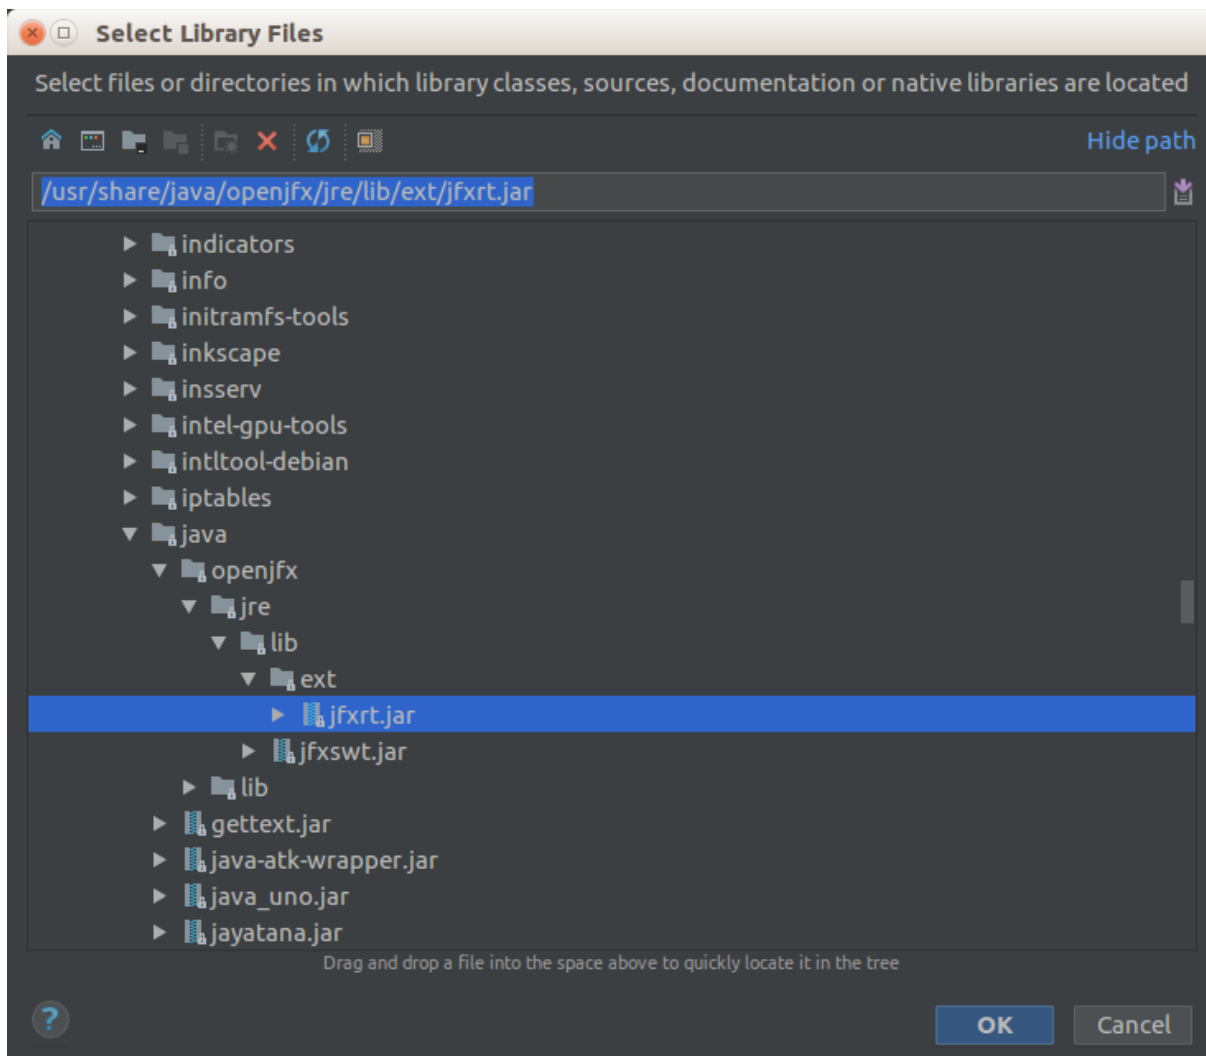 Select Library Files
Select files or directories in which library classes, sources, documentation or native libraries are located
Hide path
/usr/share/java/openjfx/jre/lib/ext/jfxrt.jar
indicators
info
initramfs-tools
inkscape
insserv
intel-gpu-tools
intltool-debian
iptables
java
openjfx
jre
lib
ext
jfxrt.jar
jfxswt.jar
lib
gettext.jar
java-atk-wrapper.jar
java_uno.jar
jayatana.jar
Drag and drop a file into the space above to quickly locate it in the tree
?
OK
Cancel